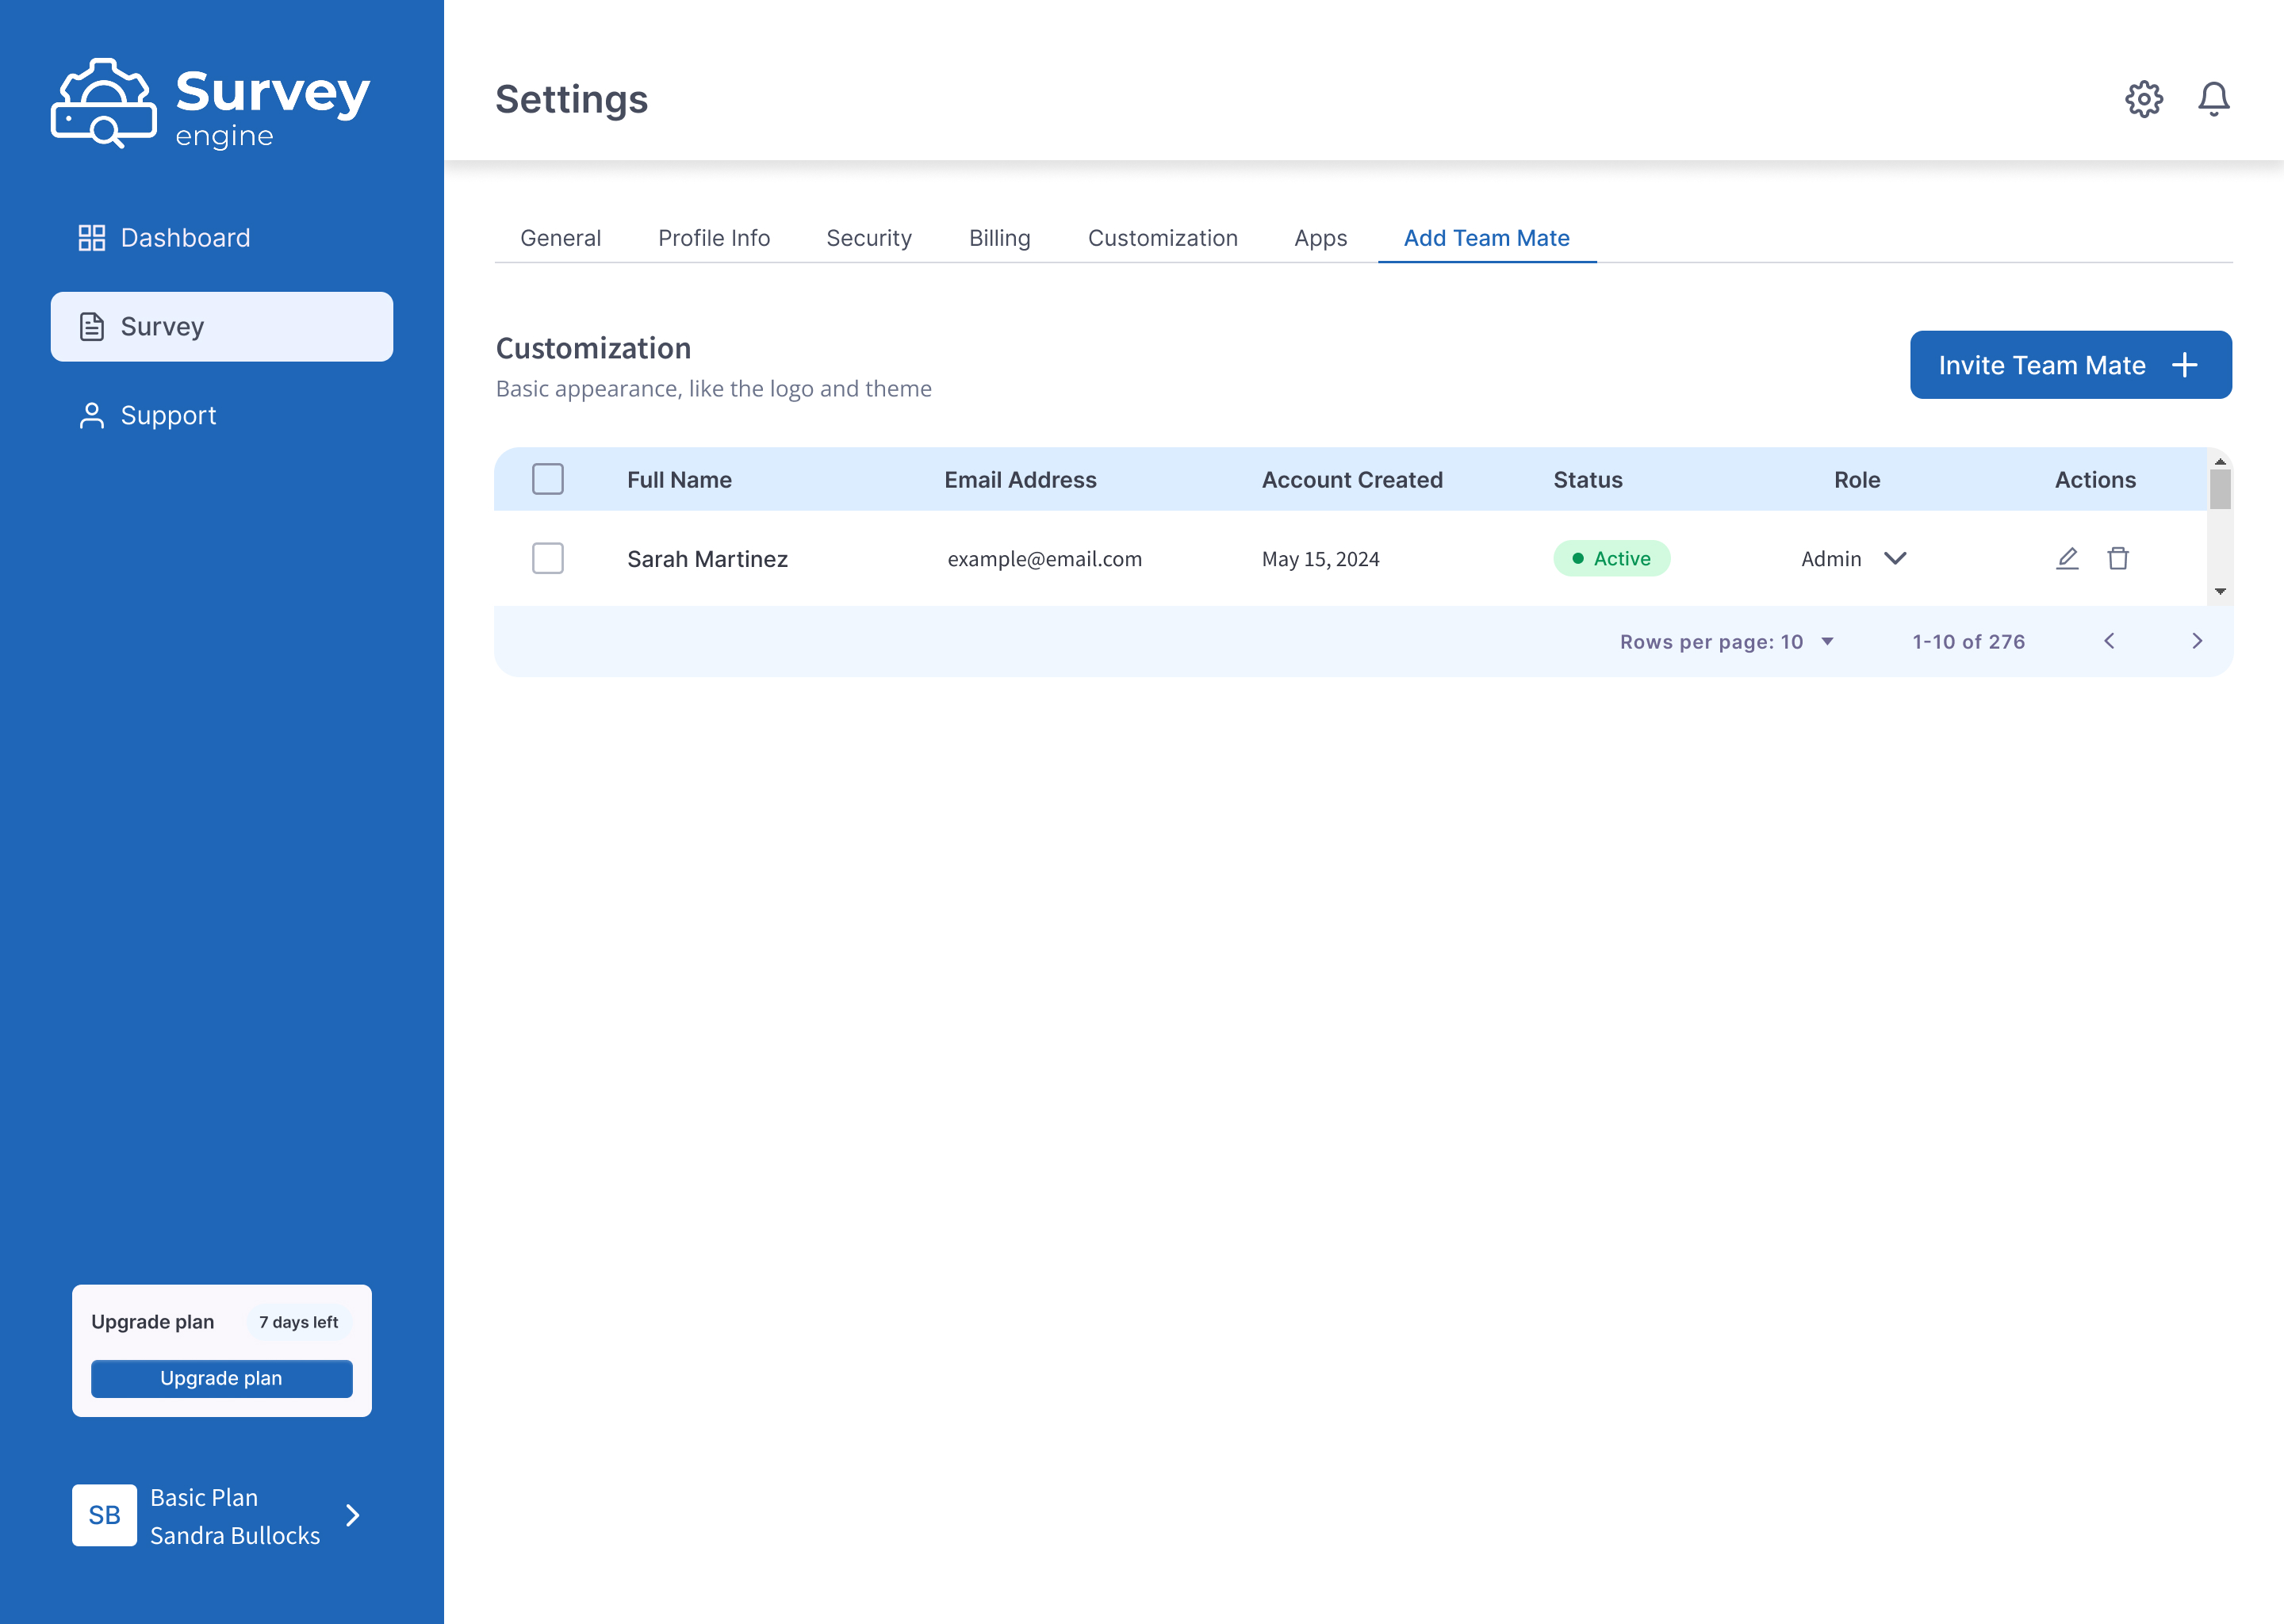 Survey
engine
Dashboard
Survey
Support
Upgrade plan 7 days left
Upgrade plan
SB
Basic Plan
Sandra Bullocks
Settings
General Profile Info Security Billing Customization Apps Add Team Mate
Customization
Basic appearance, like the logo and theme
Invite Team Mate
Full Name Email Address Account Created Status Role Actions
Sarah Martinez example@email.com May 15, 2024 Active Admin
Rows per page: 10 1-10 of 276